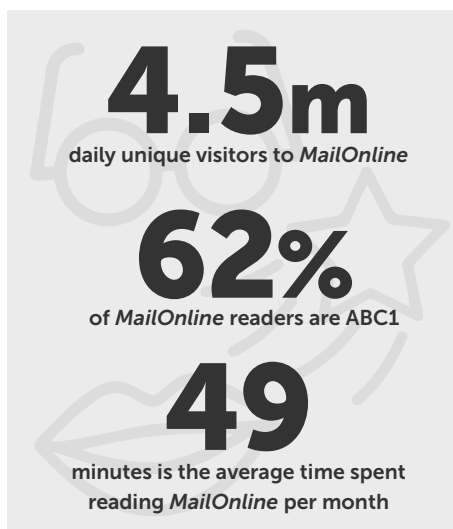 4.5m
daily unique visitors to MailOnline
62%
of MailOnline readers are ABC1
49
minutes is the average time spent
reading MailOnline per month